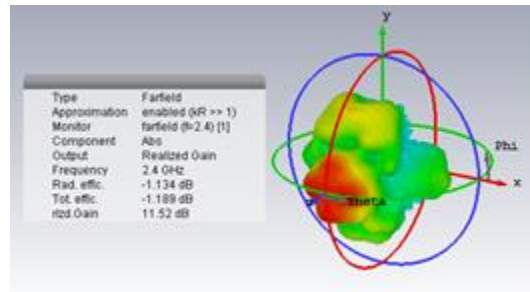 Type Farfield
Approximation enabled (kR >> 1)
Monitor farfield (f=2.4) [1]
Component Abs
Output Realized Gain
Frequency 2.4 GHz
Rad. effic. -1.134 dB
Tot. effic. -1.189 dB
rlzd.Gain 11.52 dB
y
Phi
x
Theta